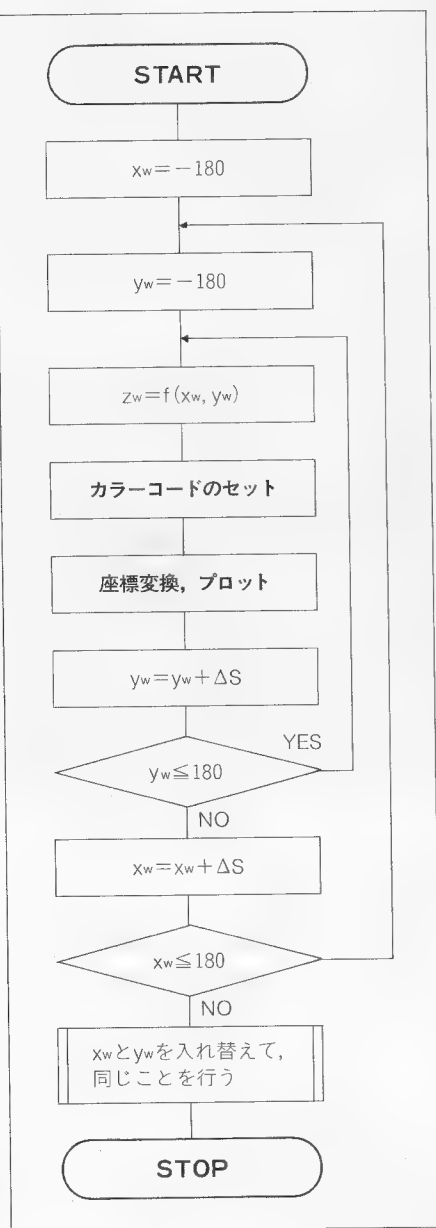 START
xw=−180
yw=−180
zw=f(xw, yw)
カラーコードのセット
座標変換，プロット
yw=yw+ΔS
YES
yw≦180
NO
xw=xw+ΔS
xw≦180
NO
xwとywを入れ替えて，
同じことを行う
STOP